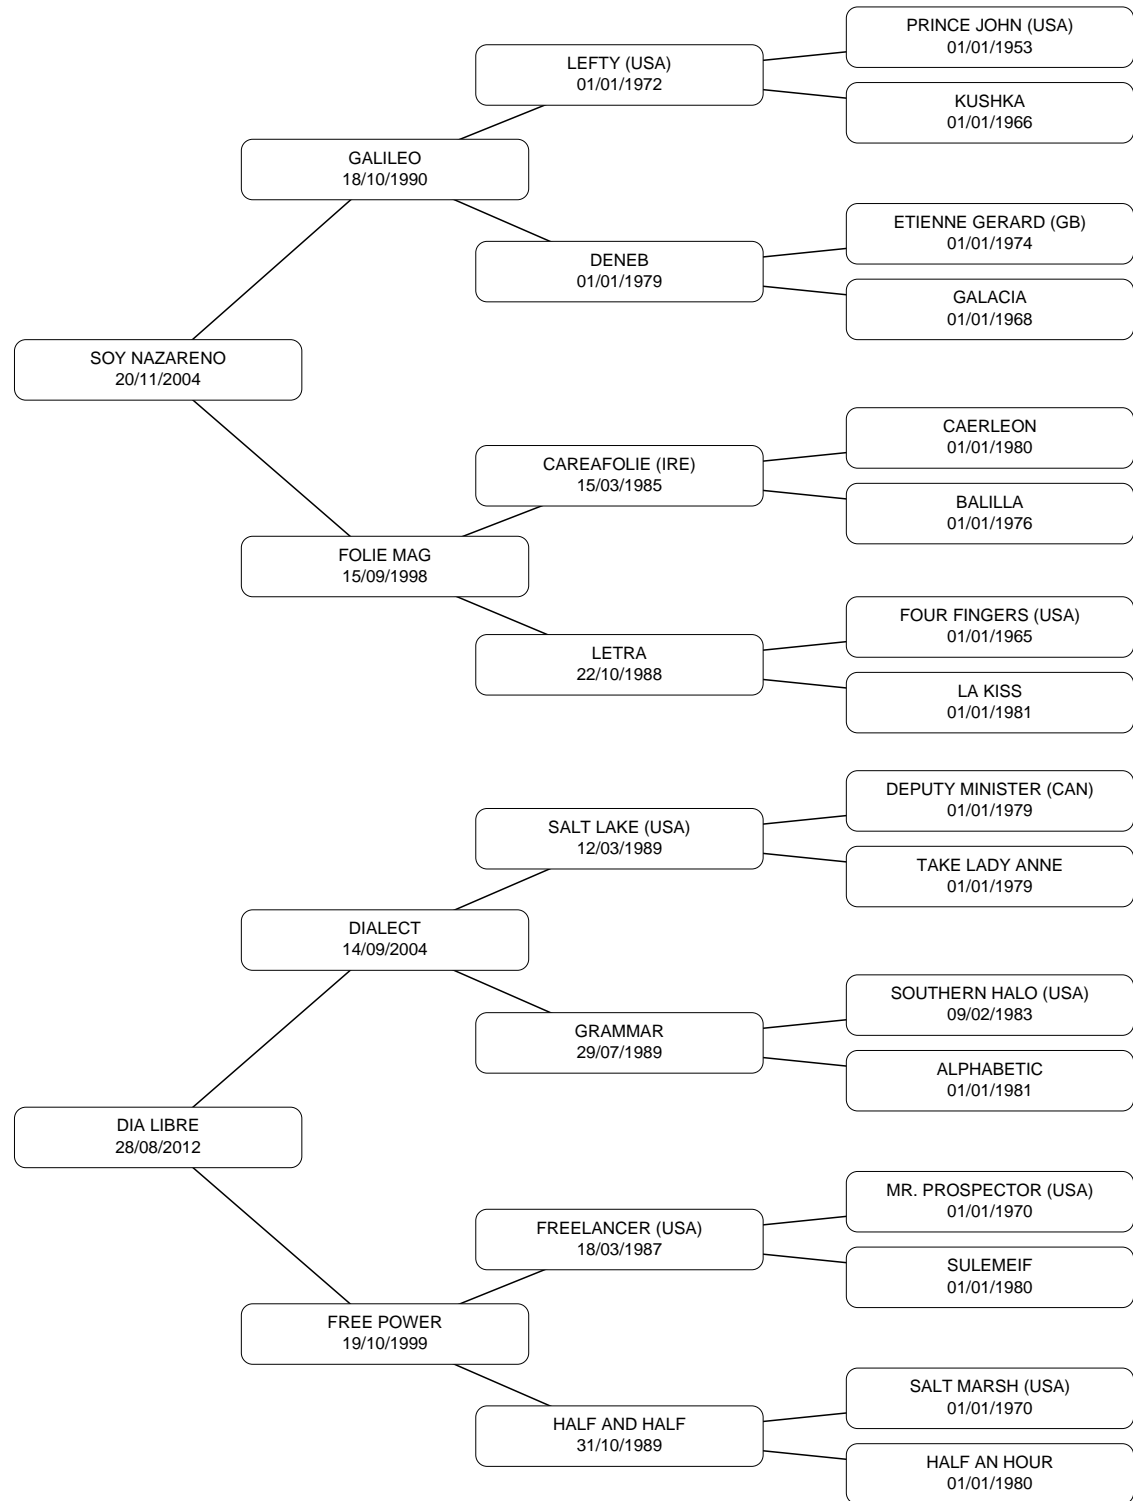 PRINCE JOHN (USA)
01/01/1953
LEFTY (USA)
01/01/1972
KUSHKA
01/01/1966
GALILEO
18/10/1990
ETIENNE GERARD (GB)
01/01/1974
DENEB
01/01/1979
GALACIA
01/01/1968
SOY NAZARENO
20/11/2004
CAERLEON
01/01/1980
CAREAFOLIE (IRE)
15/03/1985
BALILLA
01/01/1976
FOLIE MAG
15/09/1998
FOUR FINGERS (USA)
01/01/1965
LETRA
22/10/1988
LA KISS
01/01/1981
DEPUTY MINISTER (CAN)
01/01/1979
SALT LAKE (USA)
12/03/1989
TAKE LADY ANNE
01/01/1979
DIALECT
14/09/2004
SOUTHERN HALO (USA)
09/02/1983
GRAMMAR
29/07/1989
ALPHABETIC
01/01/1981
DIA LIBRE
28/08/2012
MR. PROSPECTOR (USA)
01/01/1970
FREELANCER (USA)
18/03/1987
SULEMEIF
01/01/1980
FREE POWER
19/10/1999
SALT MARSH (USA)
01/01/1970
HALF AND HALF
31/10/1989
HALF AN HOUR
01/01/1980